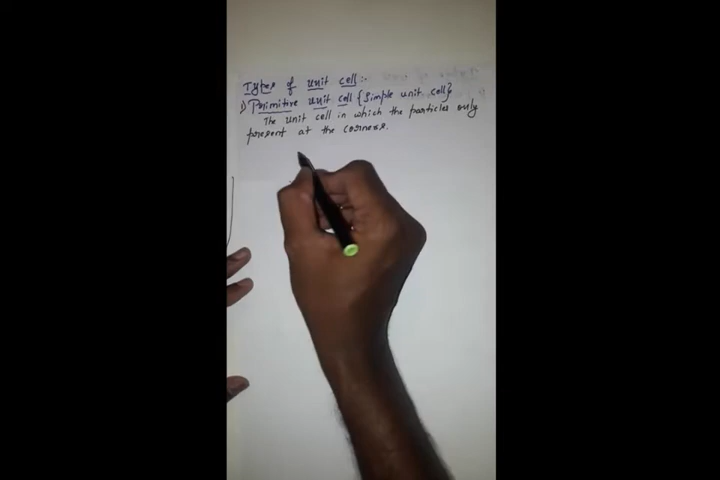 Types of unit cell:-
1) Primitive unit cell {Simple unit cell}
The unit cell in which the particles only
present at the corners.